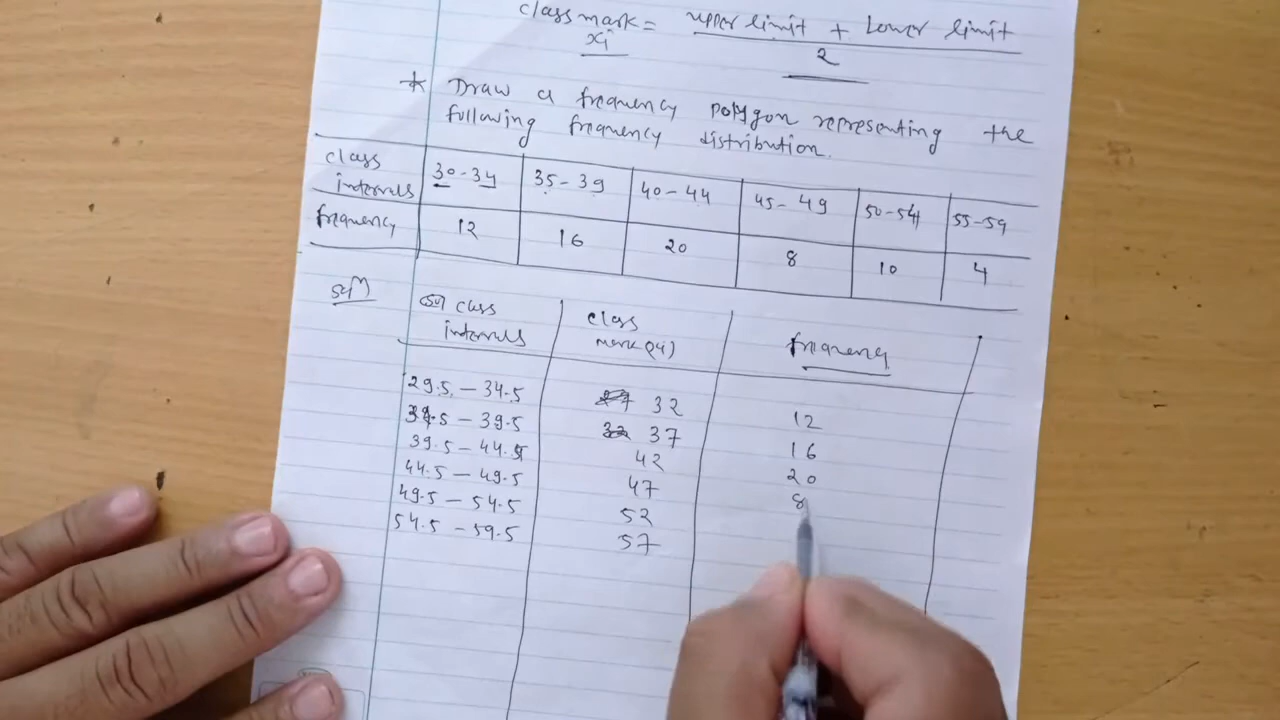 class mark = upper limit + Lower limit
xi 2
* Draw a frequency polygon representing the
following frequency distribution.
class intervals 30-34 35-39 40-44 45-49 50-54 55-59
frequency 12 16 20 8 10 4
class intervals class mark frequency
29.5 - 34.5 32 12
34.5 - 39.5 37 16
39.5 - 44.5 42 20
44.5 - 49.5 47 8
49.5 - 54.5 52
54.5 - 59.5 57